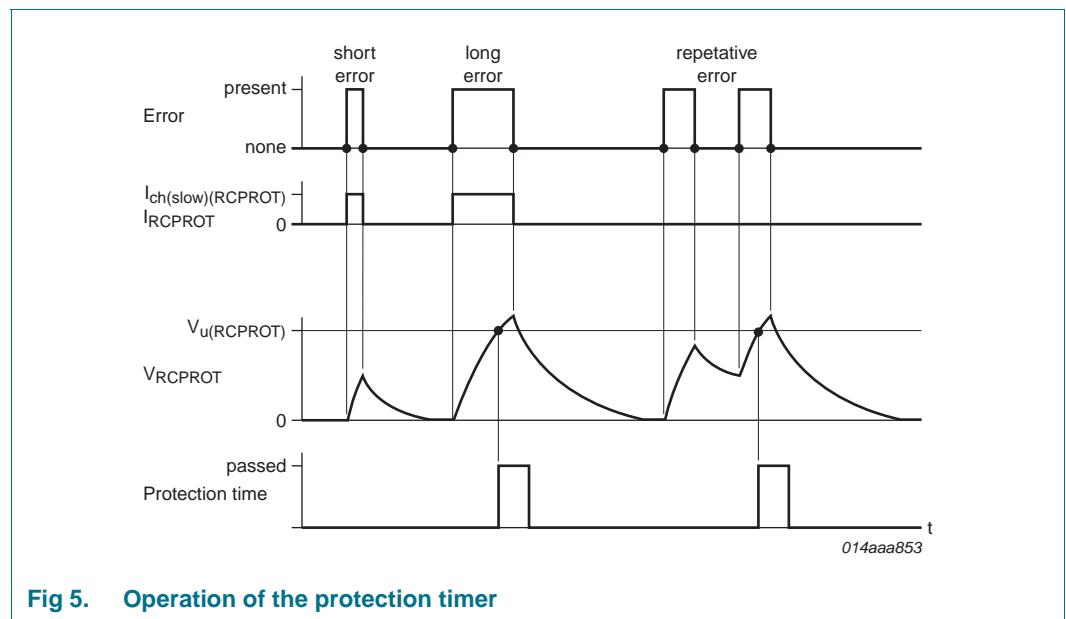 short
error
long
error
repetative
error
present
Error
none
Ich(slow)(RCPROT)
IRCPROT
0
Vu(RCPROT)
VRCPROT
0
passed
Protection time
t
014aaa853
Fig 5. Operation of the protection timer